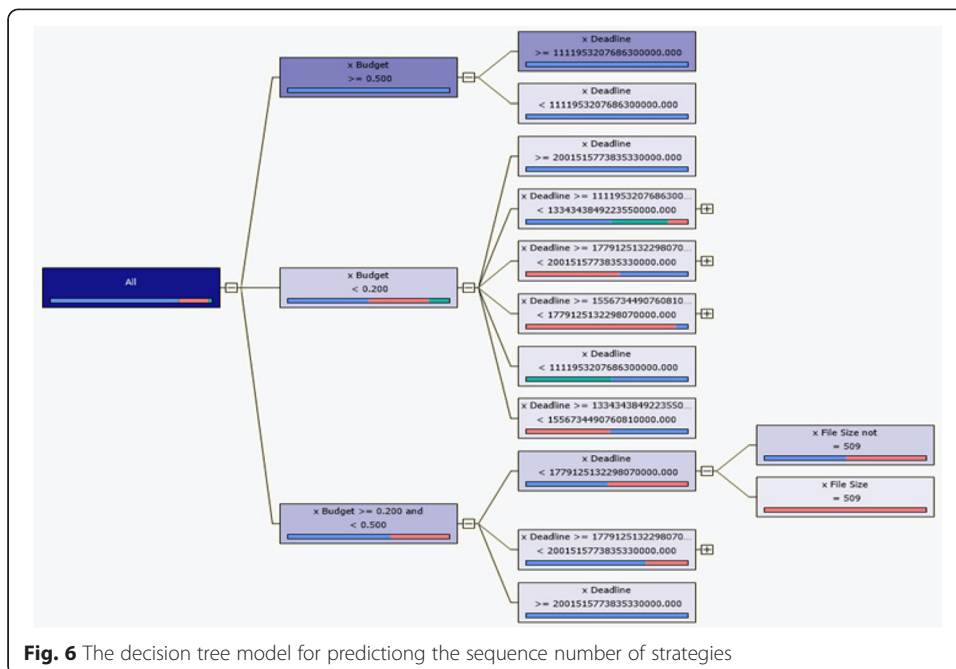 x Deadline
>= 1111953207686300000.000
x Budget
>= 0.500
x Deadline
< 1111953207686300000.000
x Deadline
>= 2001515773835330000.000
x Deadline >= 1111953207686300...
< 1334343849223550000.000
x Deadline >= 1779125132298070...
< 2001515773835330000.000
All
x Budget
< 0.200
x Deadline >= 1556734490760810...
< 1779125132298070000.000
x Deadline
< 1111953207686300000.000
x Deadline >= 1334343849223550...
< 1556734490760810000.000
x File Size not
= 509
x Deadline
< 1779125132298070000.000
x File Size
= 509
x Budget >= 0.200 and
< 0.500
x Deadline >= 1779125132298070...
< 2001515773835330000.000
x Deadline
>= 2001515773835330000.000
Fig. 6 The decision tree model for predictiong the sequence number of strategies